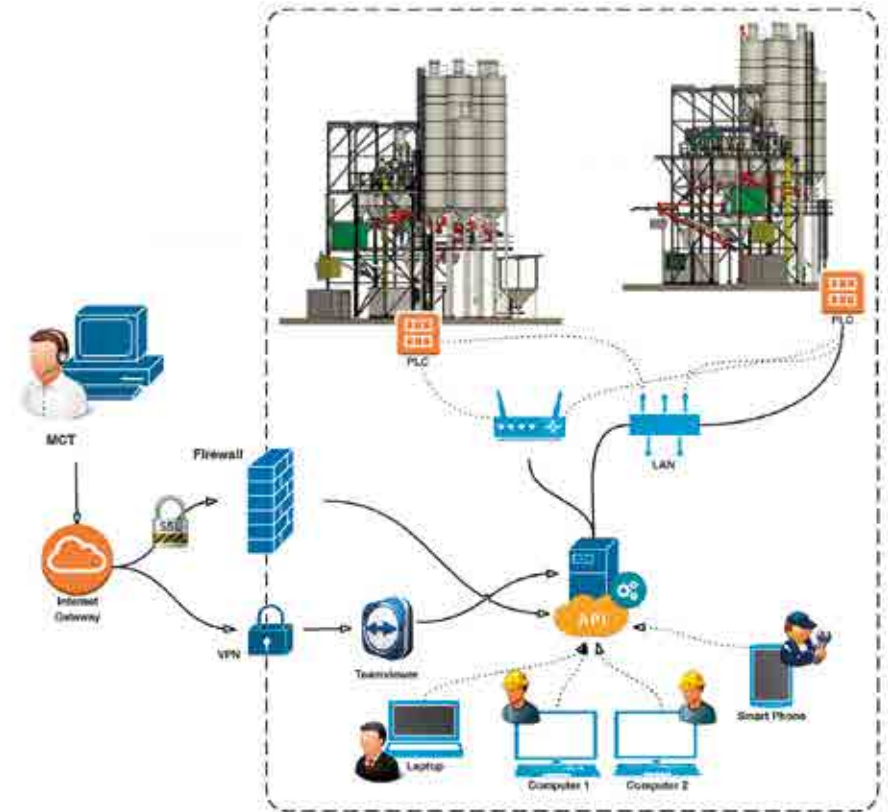 PLC
PLC
LAN
MCT
Firewall
SSL
Internet
Gateway
VPN
Teamviewer
API
Laptop
Computer 1
Computer 2
Smart Phone